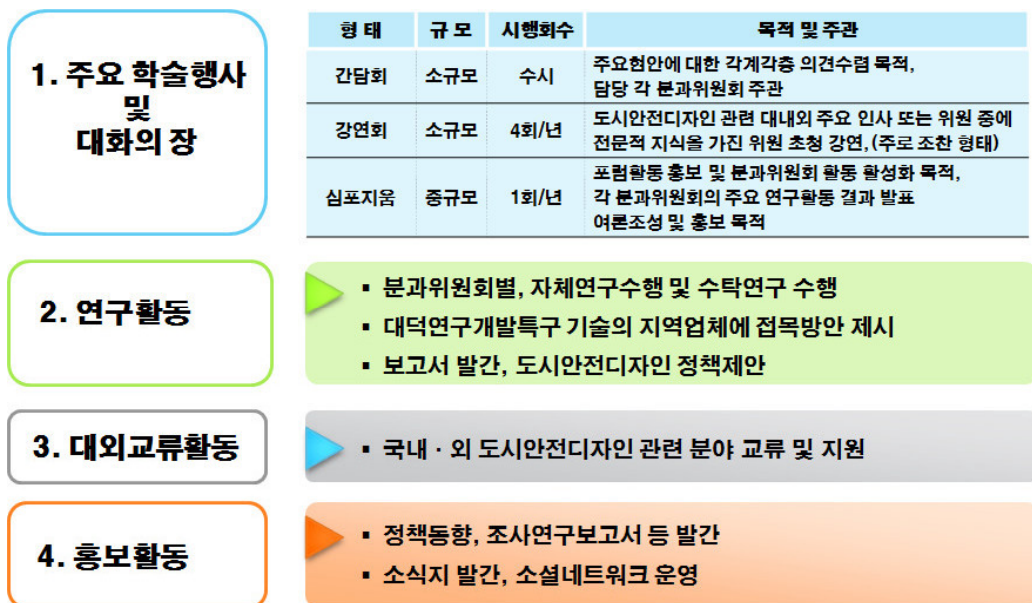 1. 주요 학술행사
및
대화의 장
형 태 규 모 시행회수 목적 및 주관
간담회 소규모 수시 주요현안에 대한 각계각층 의견수렴 목적,
담당 각 분과위원회 주관
강연회 소규모 4회/년 도시안전디자인 관련 대내외 주요 인사 또는 위원 중에
전문적 지식을 가진 위원 초청 강연, (주로 조찬 형태)
심포지움 중규모 1회/년 포럼활동 홍보 및 분과위원회 활동 활성화 목적,
각 분과위원회의 주요 연구활동 결과 발표
여론조성 및 홍보 목적
2. 연구활동
▪ 분과위원회별, 자체연구수행 및 수탁연구 수행
▪ 대덕연구개발특구 기술의 지역업체에 접목방안 제시
▪ 보고서 발간, 도시안전디자인 정책제안
3. 대외교류활동
▪ 국내 · 외 도시안전디자인 관련 분야 교류 및 지원
4. 홍보활동
▪ 정책동향, 조사연구보고서 등 발간
▪ 소식지 발간, 소셜네트워크 운영